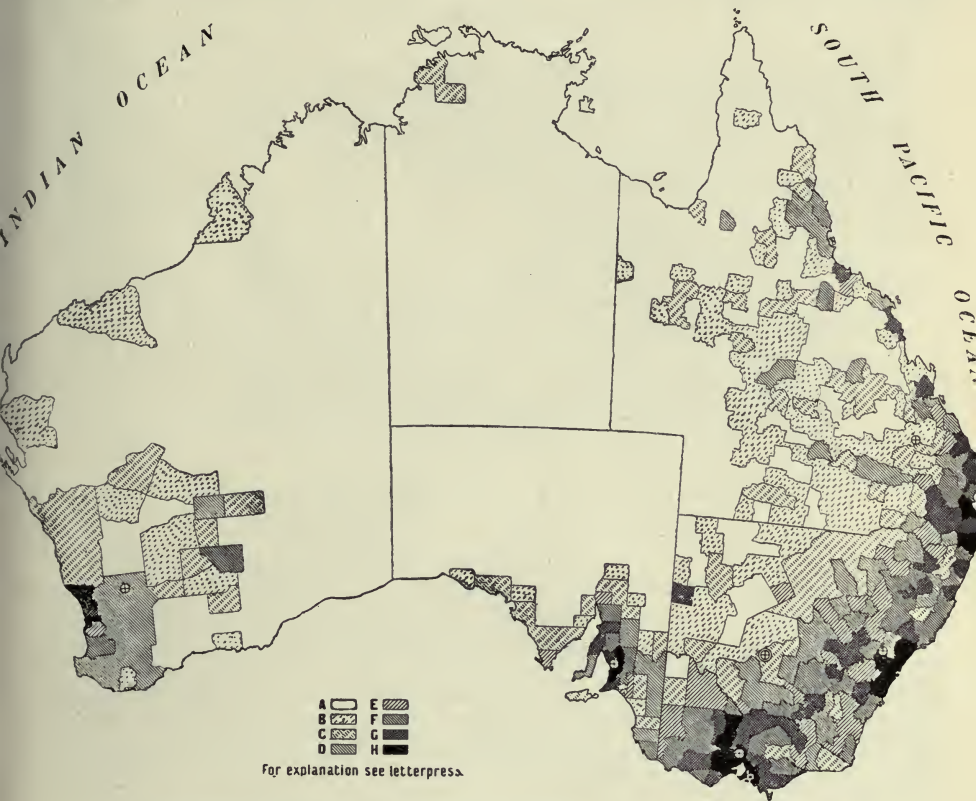 INDIAN OCEAN
SOUTH PACIFIC OCEAN
A E
B F
C G
D H
For explanation see letterpress.